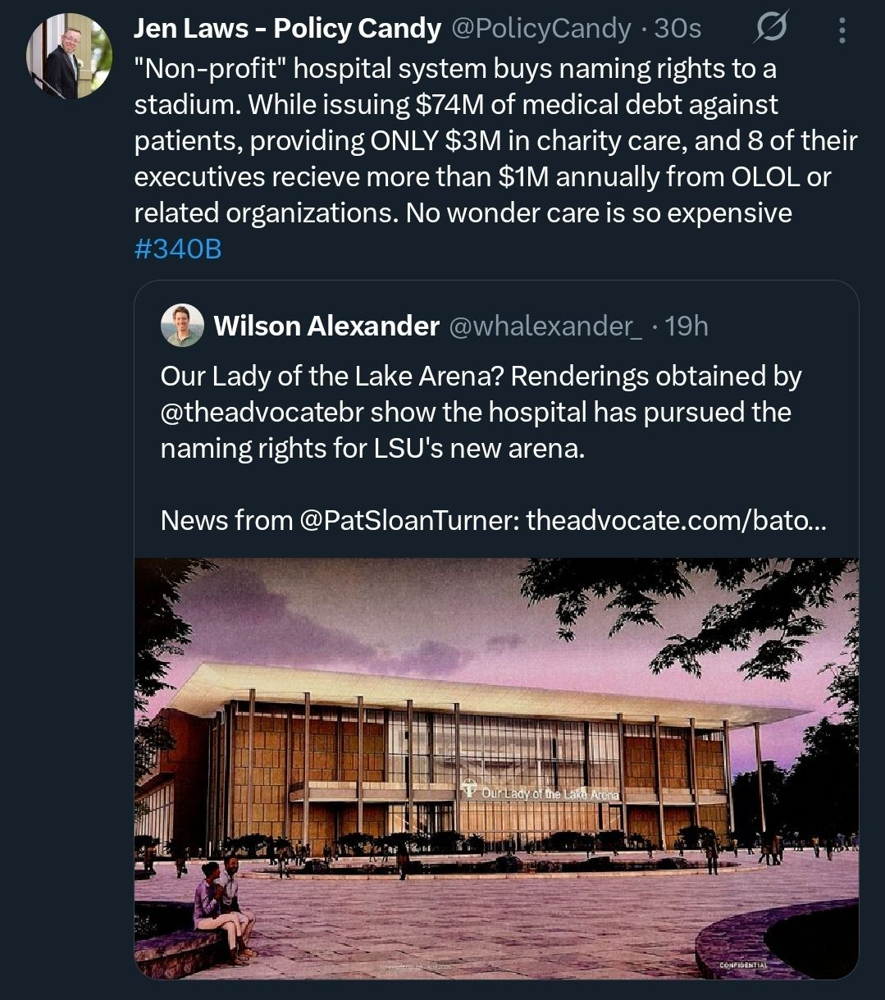 Jen Laws - Policy Candy @PolicyCandy · 30s
"Non-profit" hospital system buys naming rights to a
stadium. While issuing $74M of medical debt against
patients, providing ONLY $3M in charity care, and 8 of their
executives recieve more than $1M annually from OLOL or
related organizations. No wonder care is so expensive
#340B
Wilson Alexander @whalexander_ · 19h
Our Lady of the Lake Arena? Renderings obtained by
@theadvocatebr show the hospital has pursued the
naming rights for LSU's new arena.
News from @PatSloanTurner: theadvocate.com/bato...
Our Lady of the Lake Arena
CONFIDENTIAL